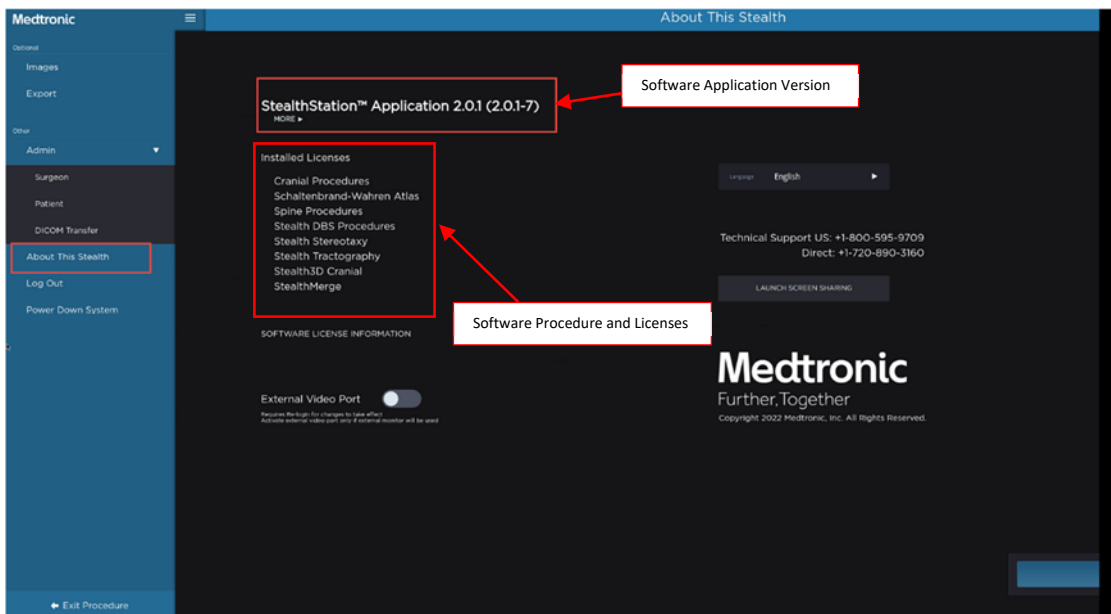 Medtronic
About This Stealth
Optional
Images
Export
Other
Admin
Surgeon
Patient
DICOM Transfer
About This Stealth
Log Out
Power Down System
Exit Procedure
StealthStation™ Application 2.0.1 (2.0.1-7)
MORE
Software Application Version
Installed Licenses
Cranial Procedures
Schaltenbrand-Wahren Atlas
Spine Procedures
Stealth DBS Procedures
Stealth Stereotaxy
Stealth Tractography
Stealth3D Cranial
StealthMerge
Software Procedure and Licenses
SOFTWARE LICENSE INFORMATION
External Video Port
Requires Re-login for changes to take effect
Activate external video port only if external monitor will be used
Language English
Technical Support US: +1-800-595-9709
Direct: +1-720-890-3160
LAUNCH SCREEN SHARING
Medtronic
Further,Together
Copyright 2022 Medtronic, Inc. All Rights Reserved.